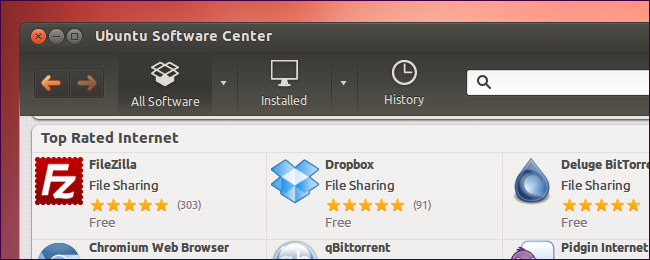 Ubuntu Software Center
All Software
Installed
History
Top Rated Internet
FileZilla
File Sharing
(303)
Free
Dropbox
File Sharing
(91)
Free
Deluge BitTorre
File Sharing
Free
Chromium Web Browser
qBittorrent
Pidgin Internet